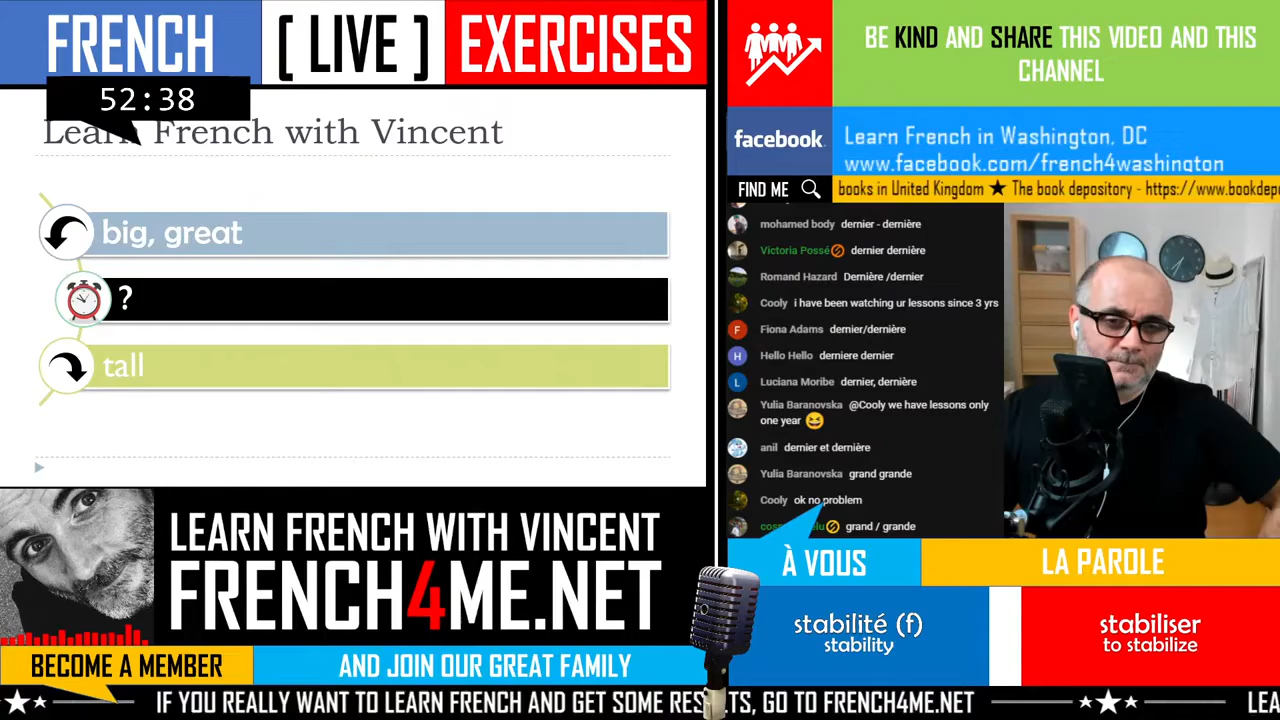 FRENCH
[ LIVE ]
EXERCISES
52:38
Learn French with Vincent
big, great
?
tall
LEARN FRENCH WITH VINCENT
FRENCH4ME.NET
BECOME A MEMBER
AND JOIN OUR GREAT FAMILY
BE KIND AND SHARE THIS VIDEO AND THIS
CHANNEL
facebook.
Learn French in Washington, DC
www.facebook.com/french4washington
FIND ME
books in United Kingdom ★ The book depository - https://www.bookdep
mohamed body dernier - dernière
Victoria Possé dernier dernière
Romand Hazard Dernière /dernier
Cooly i have been watching ur lessons since 3 yrs
Fiona Adams dernier/dernière
Hello Hello derniere dernier
Luciana Moribe dernier, dernière
Yulia Baranovska @Cooly we have lessons only
one year
anil dernier et dernière
Yulia Baranovska grand grande
Cooly ok no problem
grand / grande
À VOUS
LA PAROLE
stabilité (f)
stability
stabiliser
to stabilize
IF YOU REALLY WANT TO LEARN FRENCH AND GET SOME RES TS, GO TO FRENCH4ME.NET
LEA